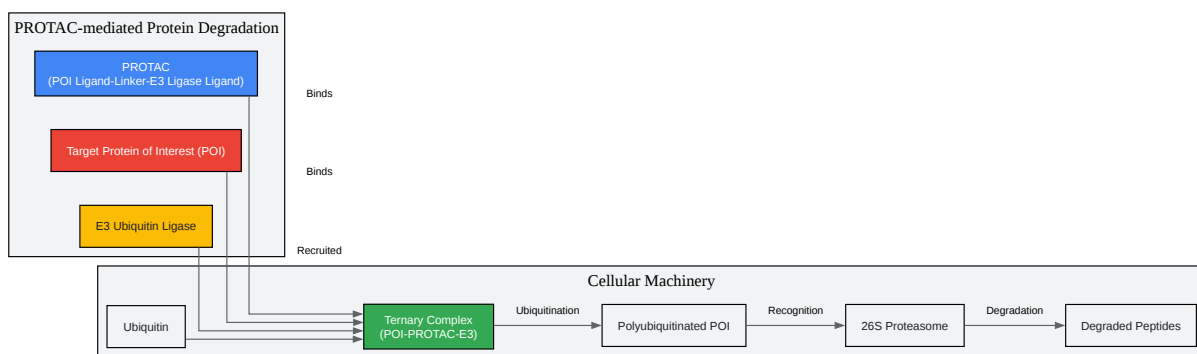 PROTAC-mediated Protein Degradation
PROTAC
(POI Ligand-Linker-E3 Ligase Ligand)
Binds
Target Protein of Interest (POI)
Binds
E3 Ubiquitin Ligase
Recruited
Cellular Machinery
Ubiquitin
Ternary Complex
(POI-PROTAC-E3)
Ubiquitination
Polyubiquitinated POI
Recognition
26S Proteasome
Degradation
Degraded Peptides